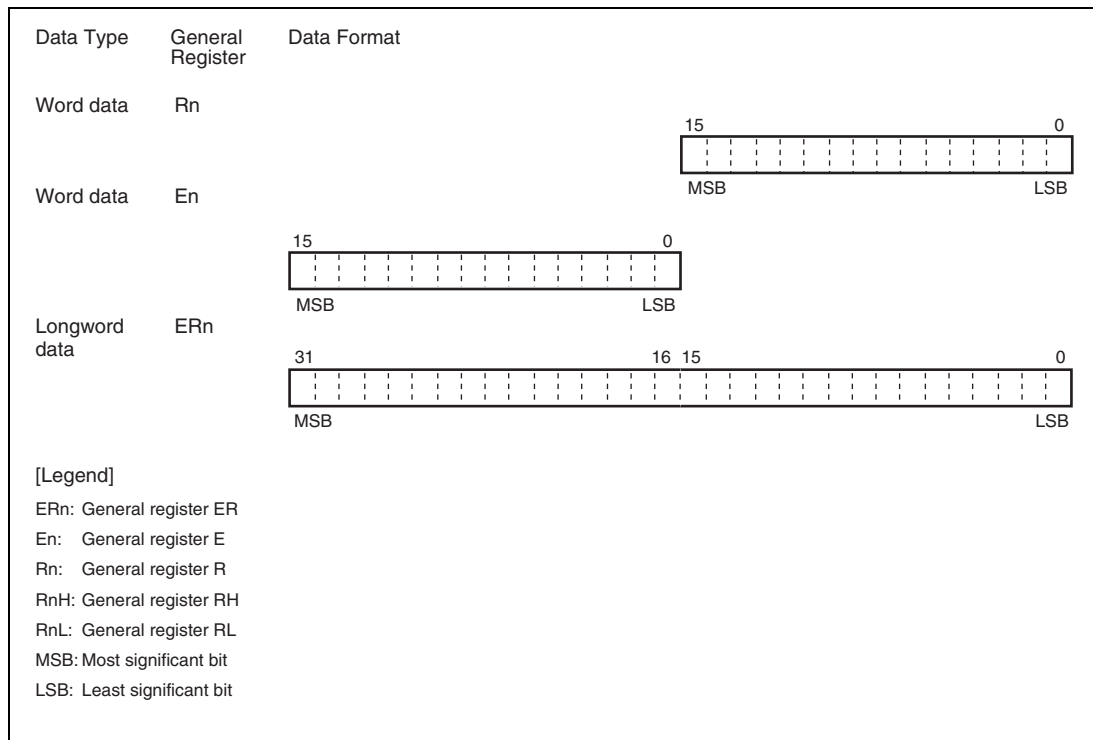 Data Type General Register Data Format
Word data Rn
15 0
MSB LSB
Word data En
15 0
MSB LSB
Longword data ERn
31 16 15 0
MSB LSB
[Legend]
ERn: General register ER
En: General register E
Rn: General register R
RnH: General register RH
RnL: General register RL
MSB: Most significant bit
LSB: Least significant bit